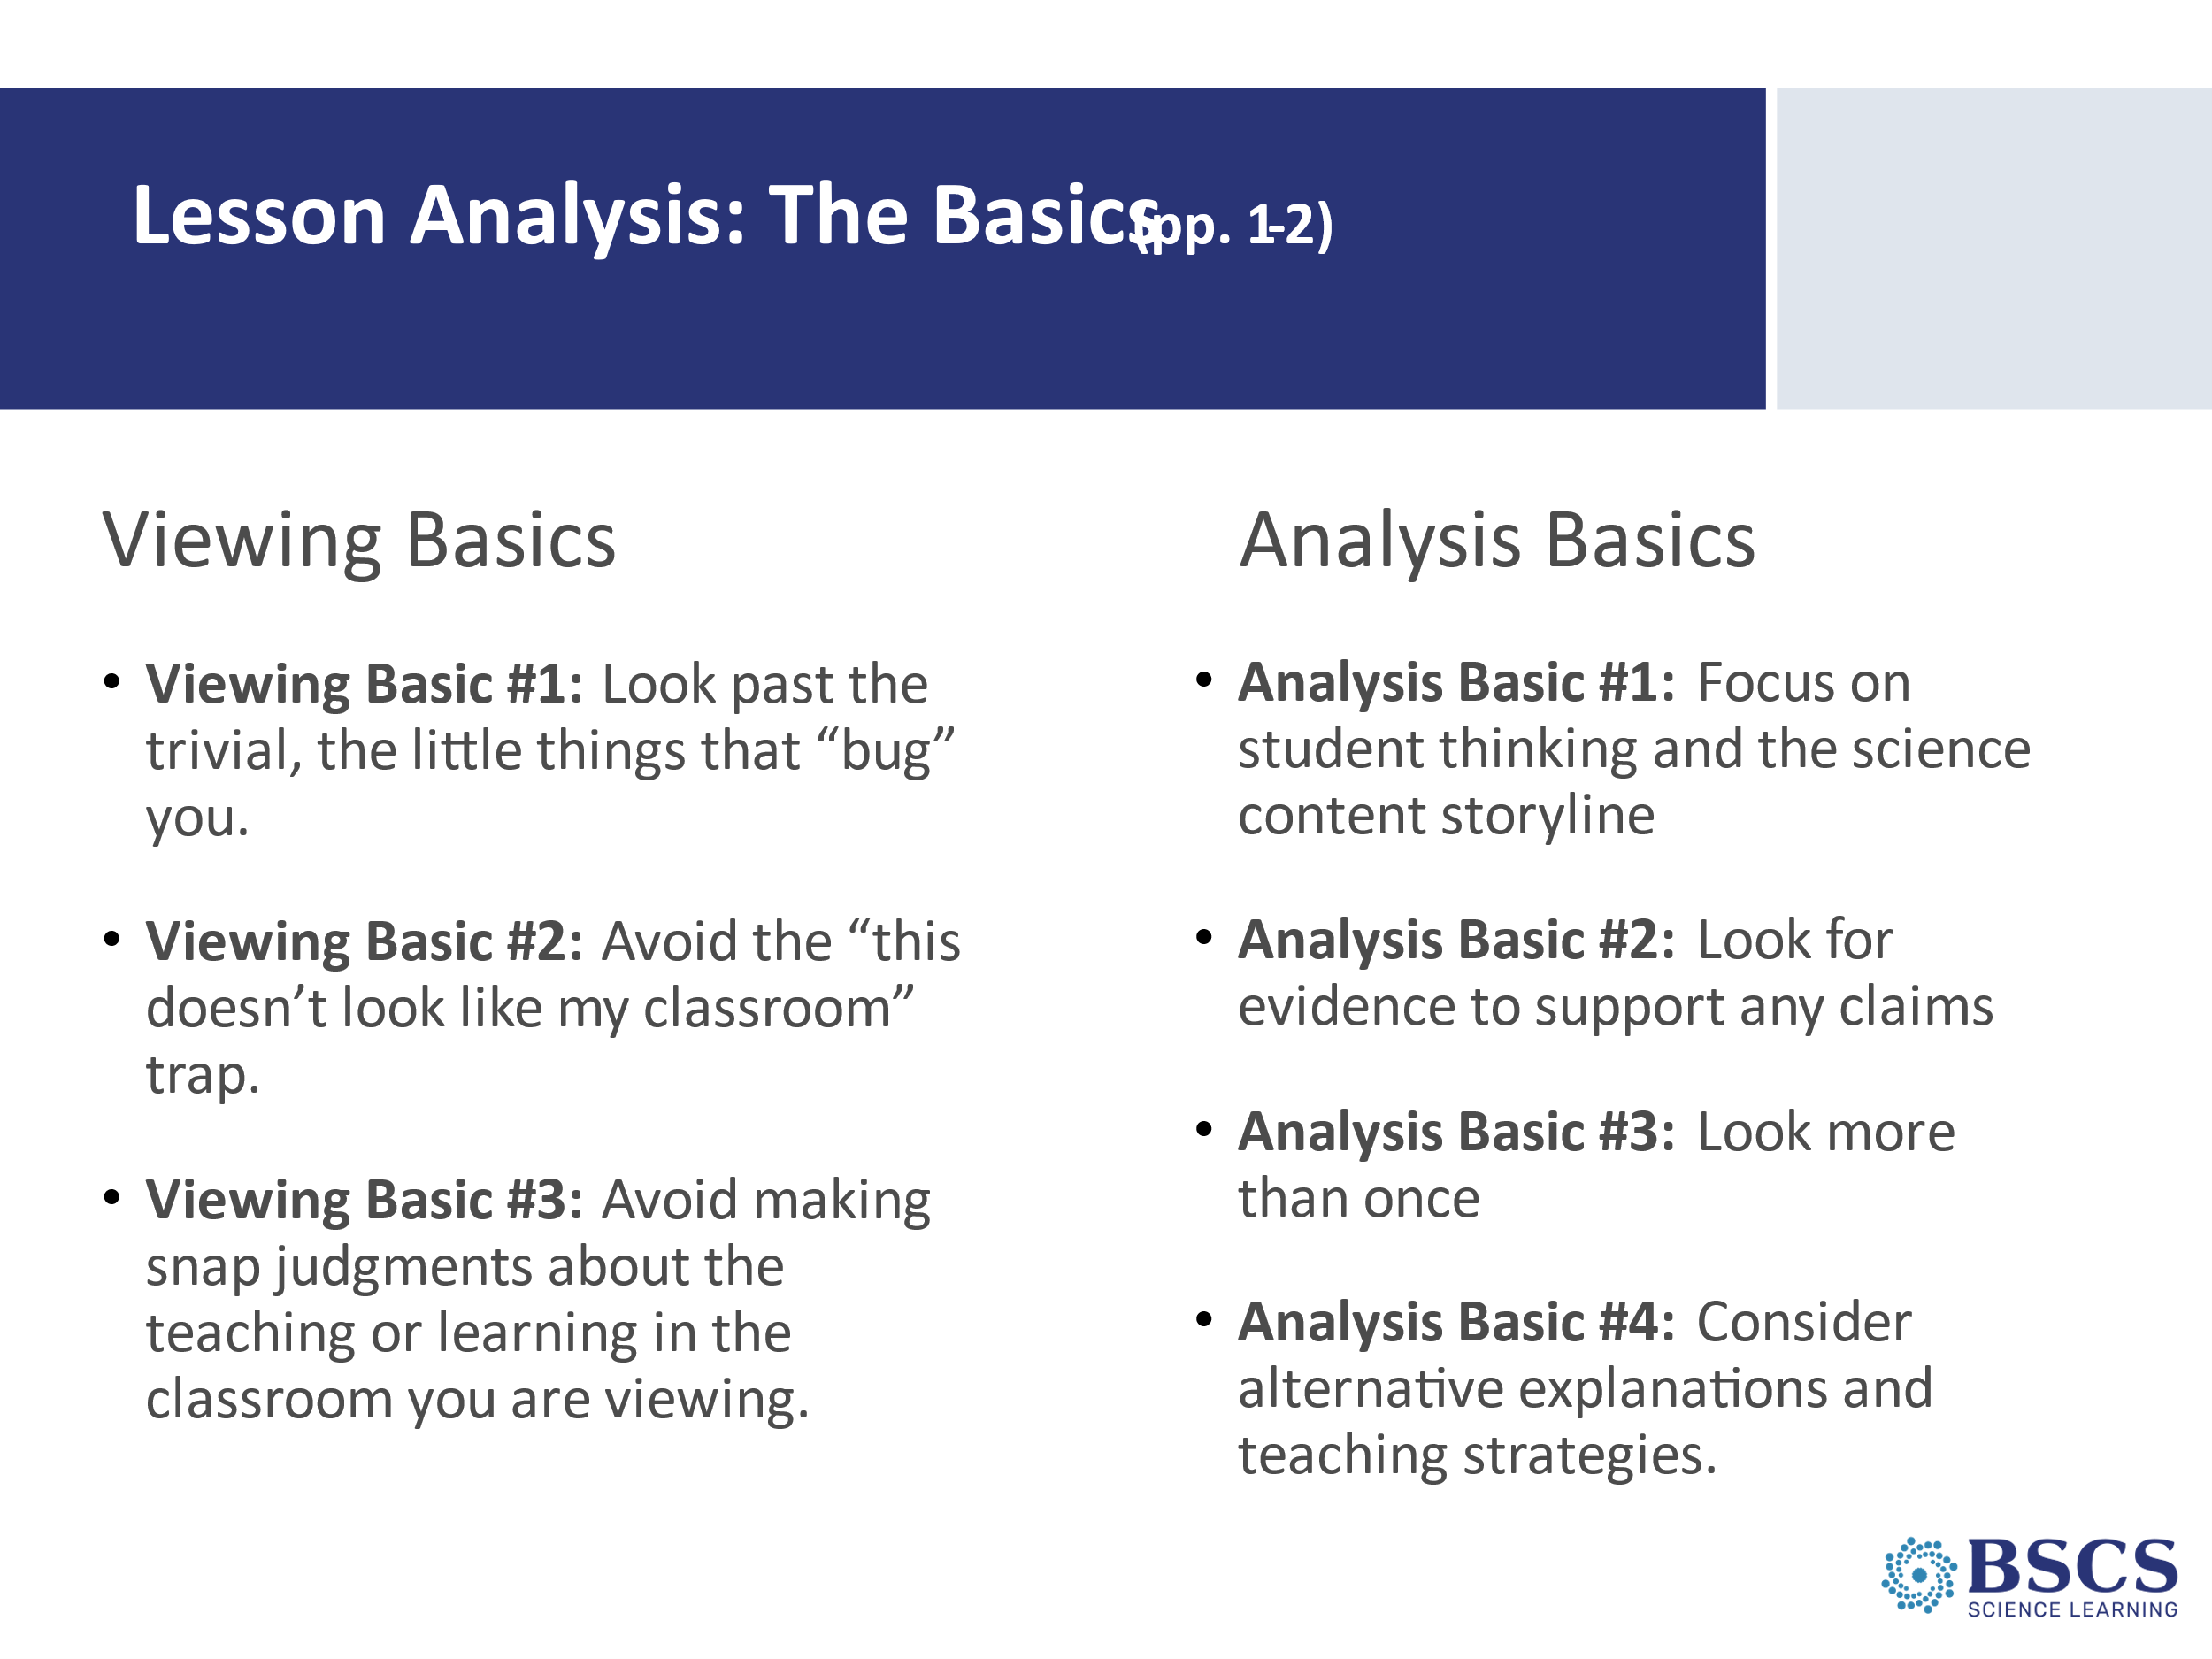 Lesson Analysis: The Basics (pp. 1-2)
Viewing Basics
• Viewing Basic #1: Look past the
trivial, the little things that “bug”
you.
• Viewing Basic #2: Avoid the “this
doesn’t look like my classroom”
trap.
• Viewing Basic #3: Avoid making
snap judgments about the
teaching or learning in the
classroom you are viewing.
Analysis Basics
• Analysis Basic #1: Focus on
student thinking and the science
content storyline
• Analysis Basic #2: Look for
evidence to support any claims
• Analysis Basic #3: Look more
than once
• Analysis Basic #4: Consider
alternative explanations and
teaching strategies.
BSCS
SCIENCE LEARNING